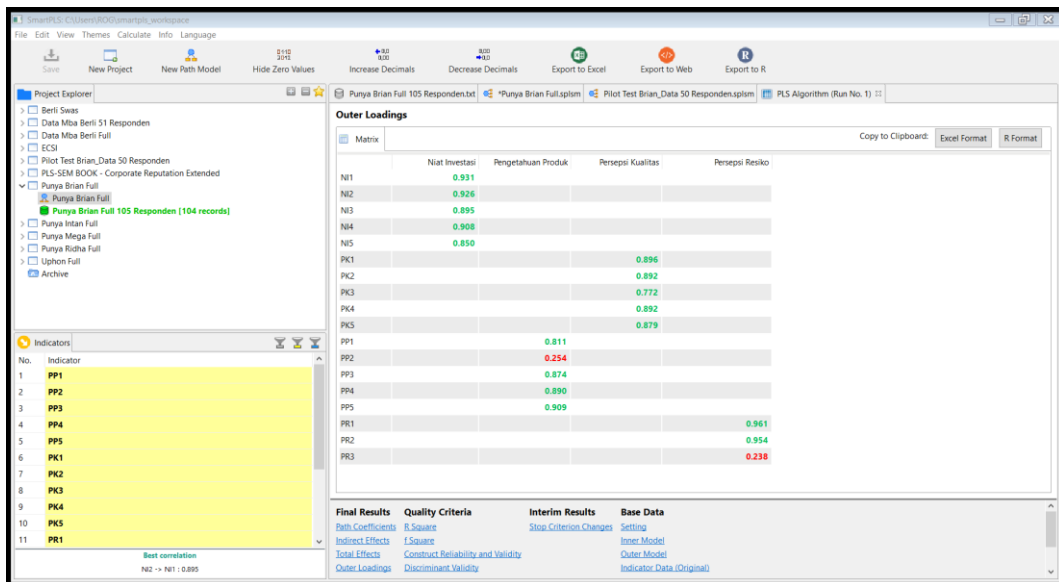 SmartPLS: C:\Users\ROG\smartpls_workspace
File Edit View Themes Calculate Info Language
Save New Project New Path Model Hide Zero Values Increase Decimals Decrease Decimals Export to Excel Export to Web Export to R
Project Explorer
Berli Swas
Data Mba Berli 51 Responden
Data Mba Berli Full
ECSI
Pilot Test Brian_Data 50 Responden
PLS-SEM BOOK - Corporate Reputation Extended
Punya Brian Full
Punya Brian Full
Punya Brian Full 105 Responden [104 records]
Punya Intan Full
Punya Mega Full
Punya Ridha Full
Uphon Full
Archive
Indicators
No. Indicator
1 PP1
2 PP2
3 PP3
4 PP4
5 PP5
6 PK1
7 PK2
8 PK3
9 PK4
10 PK5
11 PR1
Best correlation
NI2 -> NI1 : 0.895
Punya Brian Full 105 Responden.txt *Punya Brian Full.splsm Pilot Test Brian_Data 50 Responden.splsm PLS Algorithm (Run No. 1)
Outer Loadings
Matrix Copy to Clipboard: Excel Format R Format
Niat Investasi Pengetahuan Produk Persepsi Kualitas Persepsi Resiko
NI1 0.931
NI2 0.926
NI3 0.895
NI4 0.908
NI5 0.850
PK1 0.896
PK2 0.892
PK3 0.772
PK4 0.892
PK5 0.879
PP1 0.811
PP2 0.254
PP3 0.874
PP4 0.890
PP5 0.909
PR1 0.961
PR2 0.954
PR3 0.238
Final Results Quality Criteria Interim Results Base Data
Path Coefficients R Square Stop Criterion Changes Setting
Indirect Effects f Square Inner Model
Total Effects Construct Reliability and Validity Outer Model
Outer Loadings Discriminant Validity Indicator Data (Original)